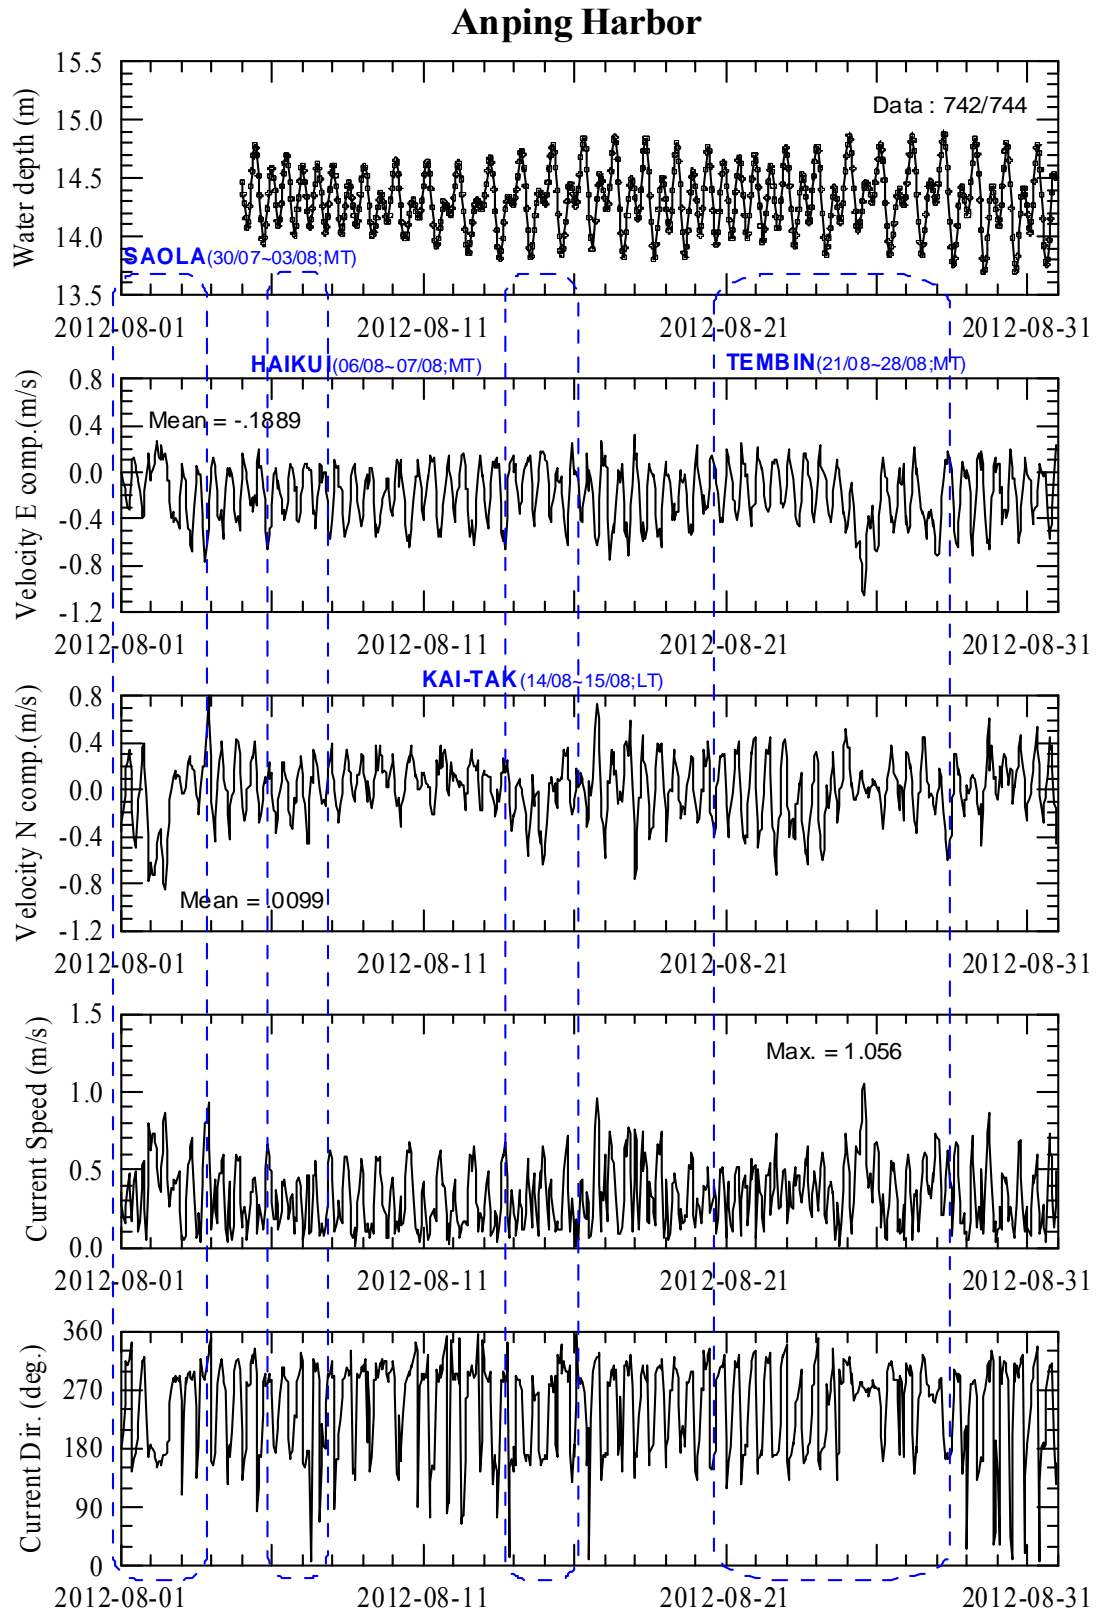 Anping Harbor
Water depth (m)
15.5
15.0
14.5
14.0
13.5
Data : 742/744
SAOLA(30/07~03/08;MT)
2012-08-01 2012-08-11 2012-08-21 2012-08-31
HAIKUI(06/08~07/08;MT) TEMBIN(21/08~28/08;MT)
Velocity E comp.(m/s)
0.8
0.4
0.0
-0.4
-0.8
-1.2
Mean = -.1889
2012-08-01 2012-08-11 2012-08-21 2012-08-31
KAI-TAK(14/08~15/08;LT)
Velocity N comp.(m/s)
0.8
0.4
0.0
-0.4
-0.8
-1.2
Mean = .0099
2012-08-01 2012-08-11 2012-08-21 2012-08-31
Current Speed (m/s)
1.5
1.0
0.5
0.0
Max. = 1.056
2012-08-01 2012-08-11 2012-08-21 2012-08-31
Current Dir. (deg.)
360
270
180
90
0
2012-08-01 2012-08-11 2012-08-21 2012-08-31